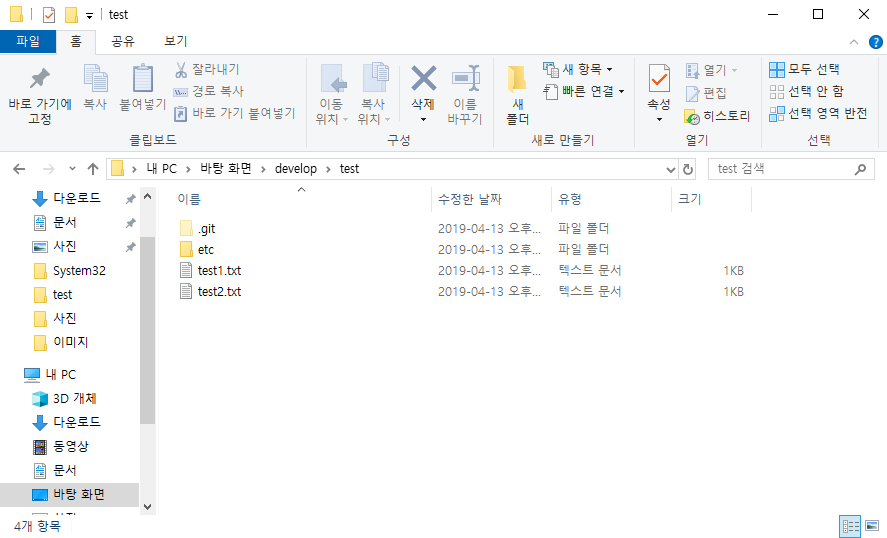 test
파일 홈 공유 보기
바로 가기에 고정
복사
붙여넣기
잘라내기
경로 복사
바로 가기 붙여넣기
클립보드
이동 위치
복사 위치
삭제
이름 바꾸기
구성
새 폴더
새 항목
빠른 연결
새로 만들기
속성
열기
편집
히스토리
열기
모두 선택
선택 안 함
선택 영역 반전
선택
내 PC 바탕 화면 develop test
test 검색
다운로드
문서
사진
System32
test
사진
이미지
내 PC
3D 개체
다운로드
동영상
문서
바탕 화면
이름 수정한 날짜 유형 크기
.git 2019-04-13 오후... 파일 폴더
etc 2019-04-13 오후... 파일 폴더
test1.txt 2019-04-13 오후... 텍스트 문서 1KB
test2.txt 2019-04-13 오후... 텍스트 문서 1KB
4개 항목